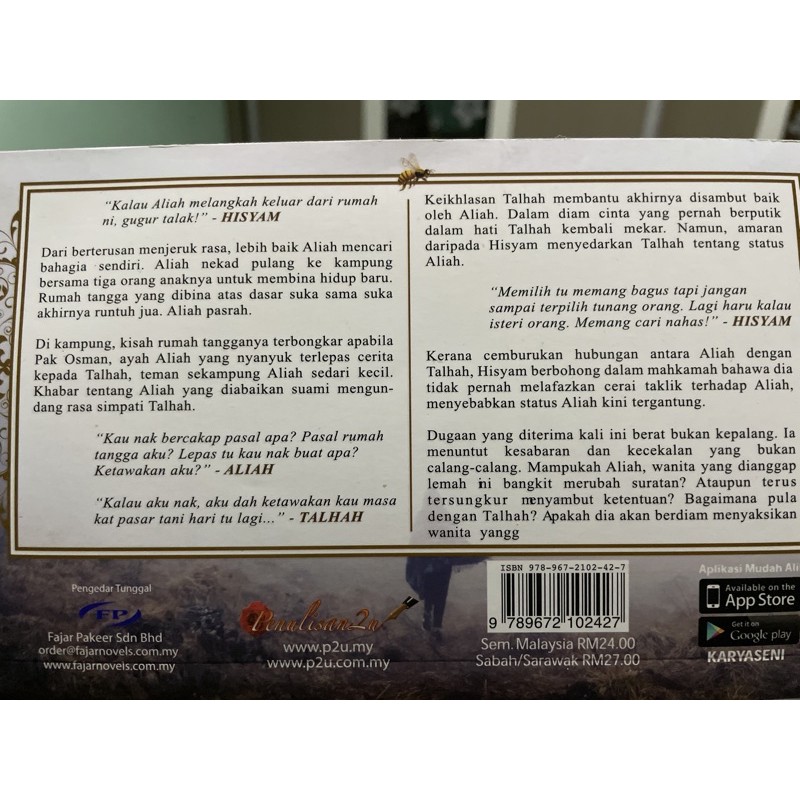 "Kalau Aliah melangkah keluar dari rumah
ni, gugur talak!" - HISYAM
Dari berterusan menjeruk rasa, lebih baik Aliah mencari
bahagia sendiri. Aliah nekad pulang ke kampung
bersama tiga orang anaknya untuk membina hidup baru.
Rumah tangga yang dibina atas dasar suka sama suka
akhirnya runtuh jua. Aliah pasrah.
Di kampung, kisah rumah tangganya terbongkar apabila
Pak Osman, ayah Aliah yang nyanyuk terlepas cerita
kepada Talhah, teman sekampung Aliah sedari kecil.
Khabar tentang Aliah yang diabaikan suami mengun-
dang rasa simpati Talhah.
"Kau nak bercakap pasal apa? Pasal rumah
tangga aku? Lepas tu kau nak buat apa?
Ketawakan aku?" - ALIAH
"Kalau aku nak, aku dah ketawakan kau masa
kat pasar tani hari tu lagi..." - TALHAH
Keikhlasan Talhah membantu akhirnya disambut baik
oleh Aliah. Dalam diam cinta yang pernah berputik
dalam hati Talhah kembali mekar. Namun, amaran
daripada Hisyam menyedarkan Talhah tentang status
Aliah.
"Memilih tu memang bagus tapi jangan
sampai terpilih tunang orang. Lagi haru kalau
isteri orang. Memang cari nahas!" - HISYAM
Kerana cemburukan hubungan antara Aliah dengan
Talhah, Hisyam berbohong dalam mahkamah bahawa dia
tidak pernah melafazkan cerai taklik terhadap Aliah,
menyebabkan status Aliah kini tergantung.
Dugaan yang diterima kali ini berat bukan kepalang. Ia
menuntut kesabaran dan kecekalan yang bukan
calang-calang. Mampukah Aliah, wanita yang dianggap
lemah ini bangkit merubah suratan? Ataupun terus
tersungkur menyambut ketentuan? Bagaimana pula
dengan Talhah? Apakah dia akan berdiam menyaksikan
wanita yangg
Pengedar Tunggal
FP
Fajar Pakeer Sdn Bhd
order@fajarnovels.com.my
www.fajarnovels.com.my
Penulisan2u
www.p2u.my
www.p2u.com.my
ISBN 978-967-2102-42-7
9 789672 102427
Sem. Malaysia RM24.00
Sabah/Sarawak RM27.00
Aplikasi Mudah Ali
Available on the
App Store
Get it on
Google play
KARYASENI